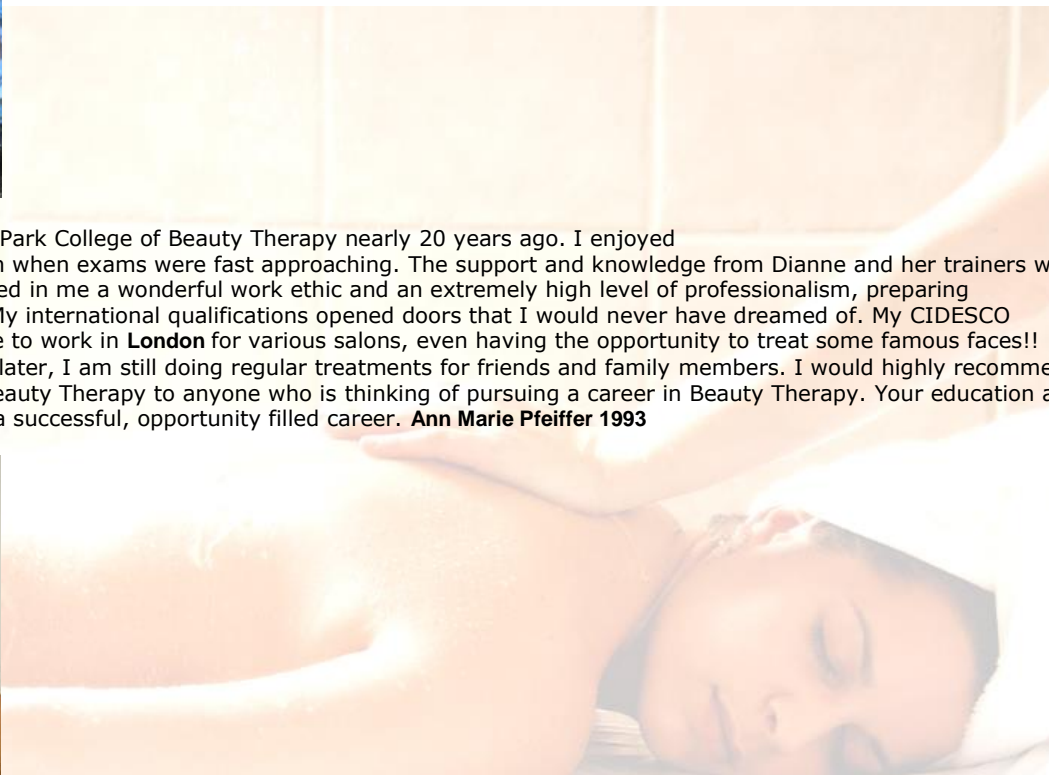 Park College of Beauty Therapy nearly 20 years ago. I enjoyed
when exams were fast approaching. The support and knowledge from Dianne and her trainers
in me a wonderful work ethic and an extremely high level of professionalism, preparing
My international qualifications opened doors that I would never have dreamed of. My CIDESCO
to work in London for various salons, even having the opportunity to treat some famous faces!!
later, I am still doing regular treatments for friends and family members. I would highly
Beauty Therapy to anyone who is thinking of pursuing a career in Beauty Therapy. Your education
a successful, opportunity filled career. Ann Marie Pfeiffer 1993